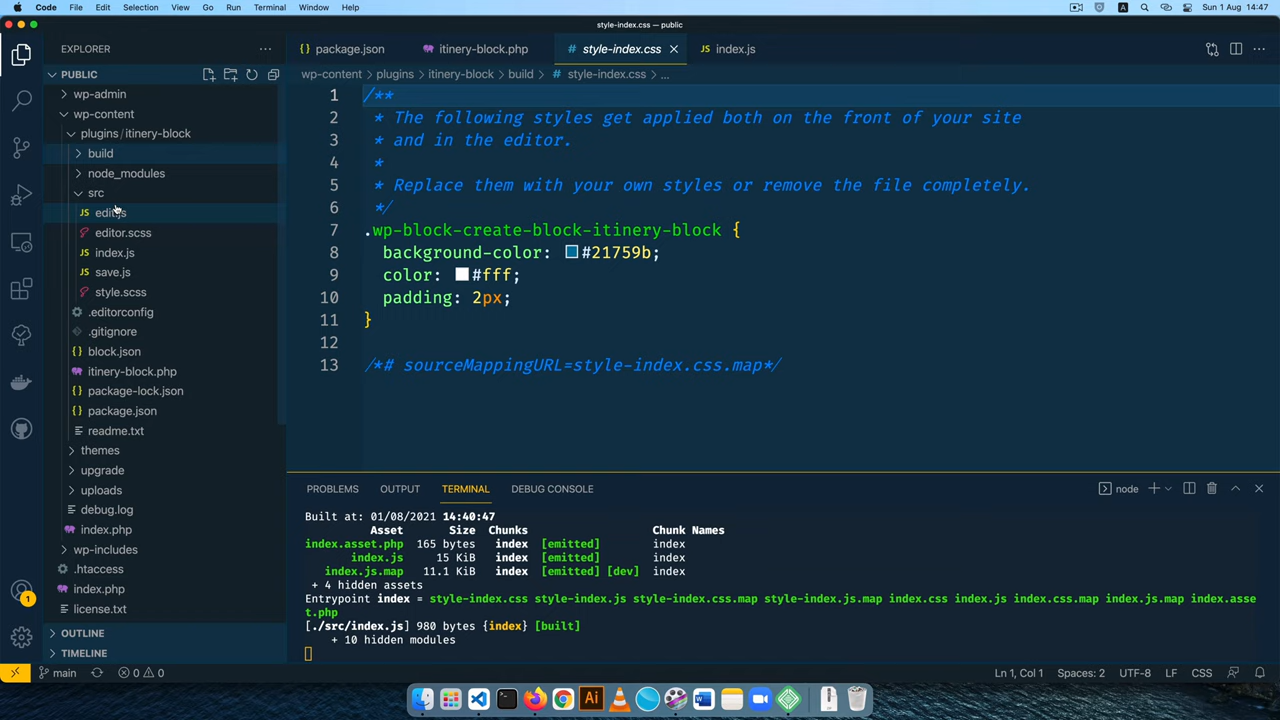 Code File Edit Selection View Go Run Terminal Window Help
A
Sun 1 Aug 14:47
style-index.css — public
EXPLORER
PUBLIC
wp-admin
wp-content
plugins / itinery-block
build
node_modules
src
JS edit.js
editor.scss
JS index.js
JS save.js
style.scss
.editorconfig
.gitignore
{} block.json
itinery-block.php
{} package-lock.json
{} package.json
readme.txt
themes
upgrade
uploads
debug.log
index.php
wp-includes
.htaccess
index.php
license.txt
OUTLINE
TIMELINE
1
{} package.json
itinery-block.php
# style-index.css
JS index.js
wp-content > plugins > itinery-block > build > # style-index.css > ...
1 /**
2 * The following styles get applied both on the front of your site
3 * and in the editor.
4 *
5 * Replace them with your own styles or remove the file completely.
6 */
7 .wp-block-create-block-itinery-block {
8 background-color: #21759b;
9 color: #fff;
10 padding: 2px;
11 }
12
13 /*# sourceMappingURL=style-index.css.map*/
PROBLEMS OUTPUT TERMINAL DEBUG CONSOLE
node
Built at: 01/08/2021 14:40:47
Asset Size Chunks Chunk Names
index.asset.php 165 bytes index [emitted] index
index.js 15 KiB index [emitted] index
index.js.map 11.1 KiB index [emitted] [dev] index
+ 4 hidden assets
Entrypoint index = style-index.css style-index.js style-index.css.map style-index.js.map index.css index.js index.css.map index.js.map index.asse
t.php
[./src/index.js] 980 bytes {index} [built]
+ 10 hidden modules
main
0 0
Ln 1, Col 1 Spaces: 2 UTF-8 LF CSS
Ai
W